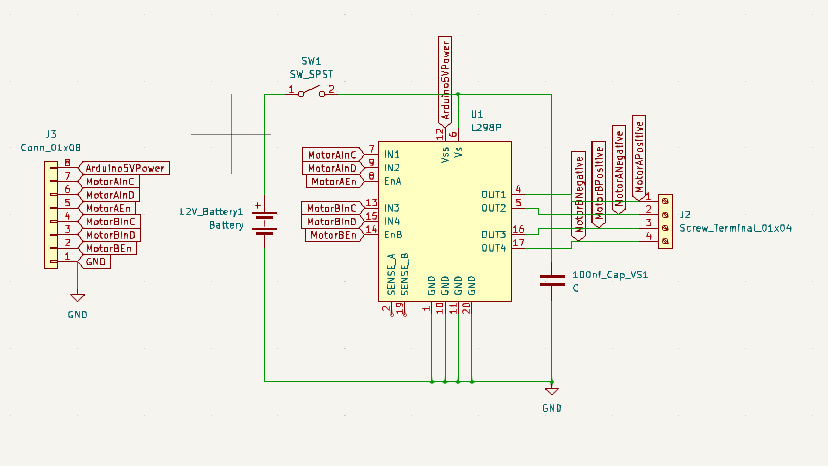 SW1
SW_SPST
1
2
Arduino5VPower
U1
L298P
12
6
Vss
Vs
J3
Conn_01x08
8
Arduino5VPower
7
MotorAInC
6
MotorAInD
5
MotorAEn
4
MotorBInC
3
MotorBInD
2
MotorBEn
1
GND
GND
12V_Battery1
Battery
+
MotorAInC
7
IN1
MotorAInD
9
IN2
MotorAEn
8
EnA
MotorBInC
13
IN3
MotorBInD
15
IN4
MotorBEn
14
EnB
OUT1
4
OUT2
5
OUT3
16
OUT4
17
SENSE_A
SENSE_B
GND
GND
GND
GND
2
19
1
10
11
20
MotorBNegative
MotorBPositive
MotorANegative
MotorAPositive
1
2
3
4
J2
Screw_Terminal_01x04
100nf_Cap_VS1
C
GND